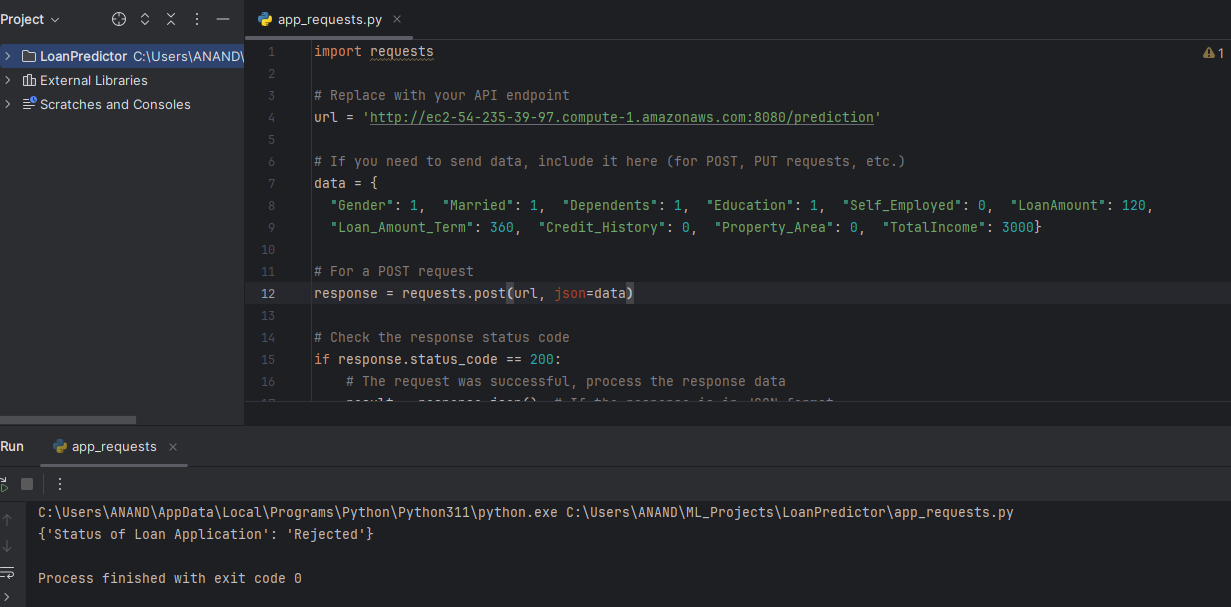 Project
app_requests.py
LoanPredictor C:\Users\ANAND\
External Libraries
Scratches and Consoles
1 import requests
1
2
3 # Replace with your API endpoint
4 url = 'http://ec2-54-235-39-97.compute-1.amazonaws.com:8080/prediction'
5
6 # If you need to send data, include it here (for POST, PUT requests, etc.)
7 data = {
8 "Gender": 1, "Married": 1, "Dependents": 1, "Education": 1, "Self_Employed": 0, "LoanAmount": 120,
9 "Loan_Amount_Term": 360, "Credit_History": 0, "Property_Area": 0, "TotalIncome": 3000}
10
11 # For a POST request
12 response = requests.post(url, json=data)
13
14 # Check the response status code
15 if response.status_code == 200:
16 # The request was successful, process the response data
Run
app_requests
C:\Users\ANAND\AppData\Local\Programs\Python\Python311\python.exe C:\Users\ANAND\ML_Projects\LoanPredictor\app_requests.py
{'Status of Loan Application': 'Rejected'}
Process finished with exit code 0